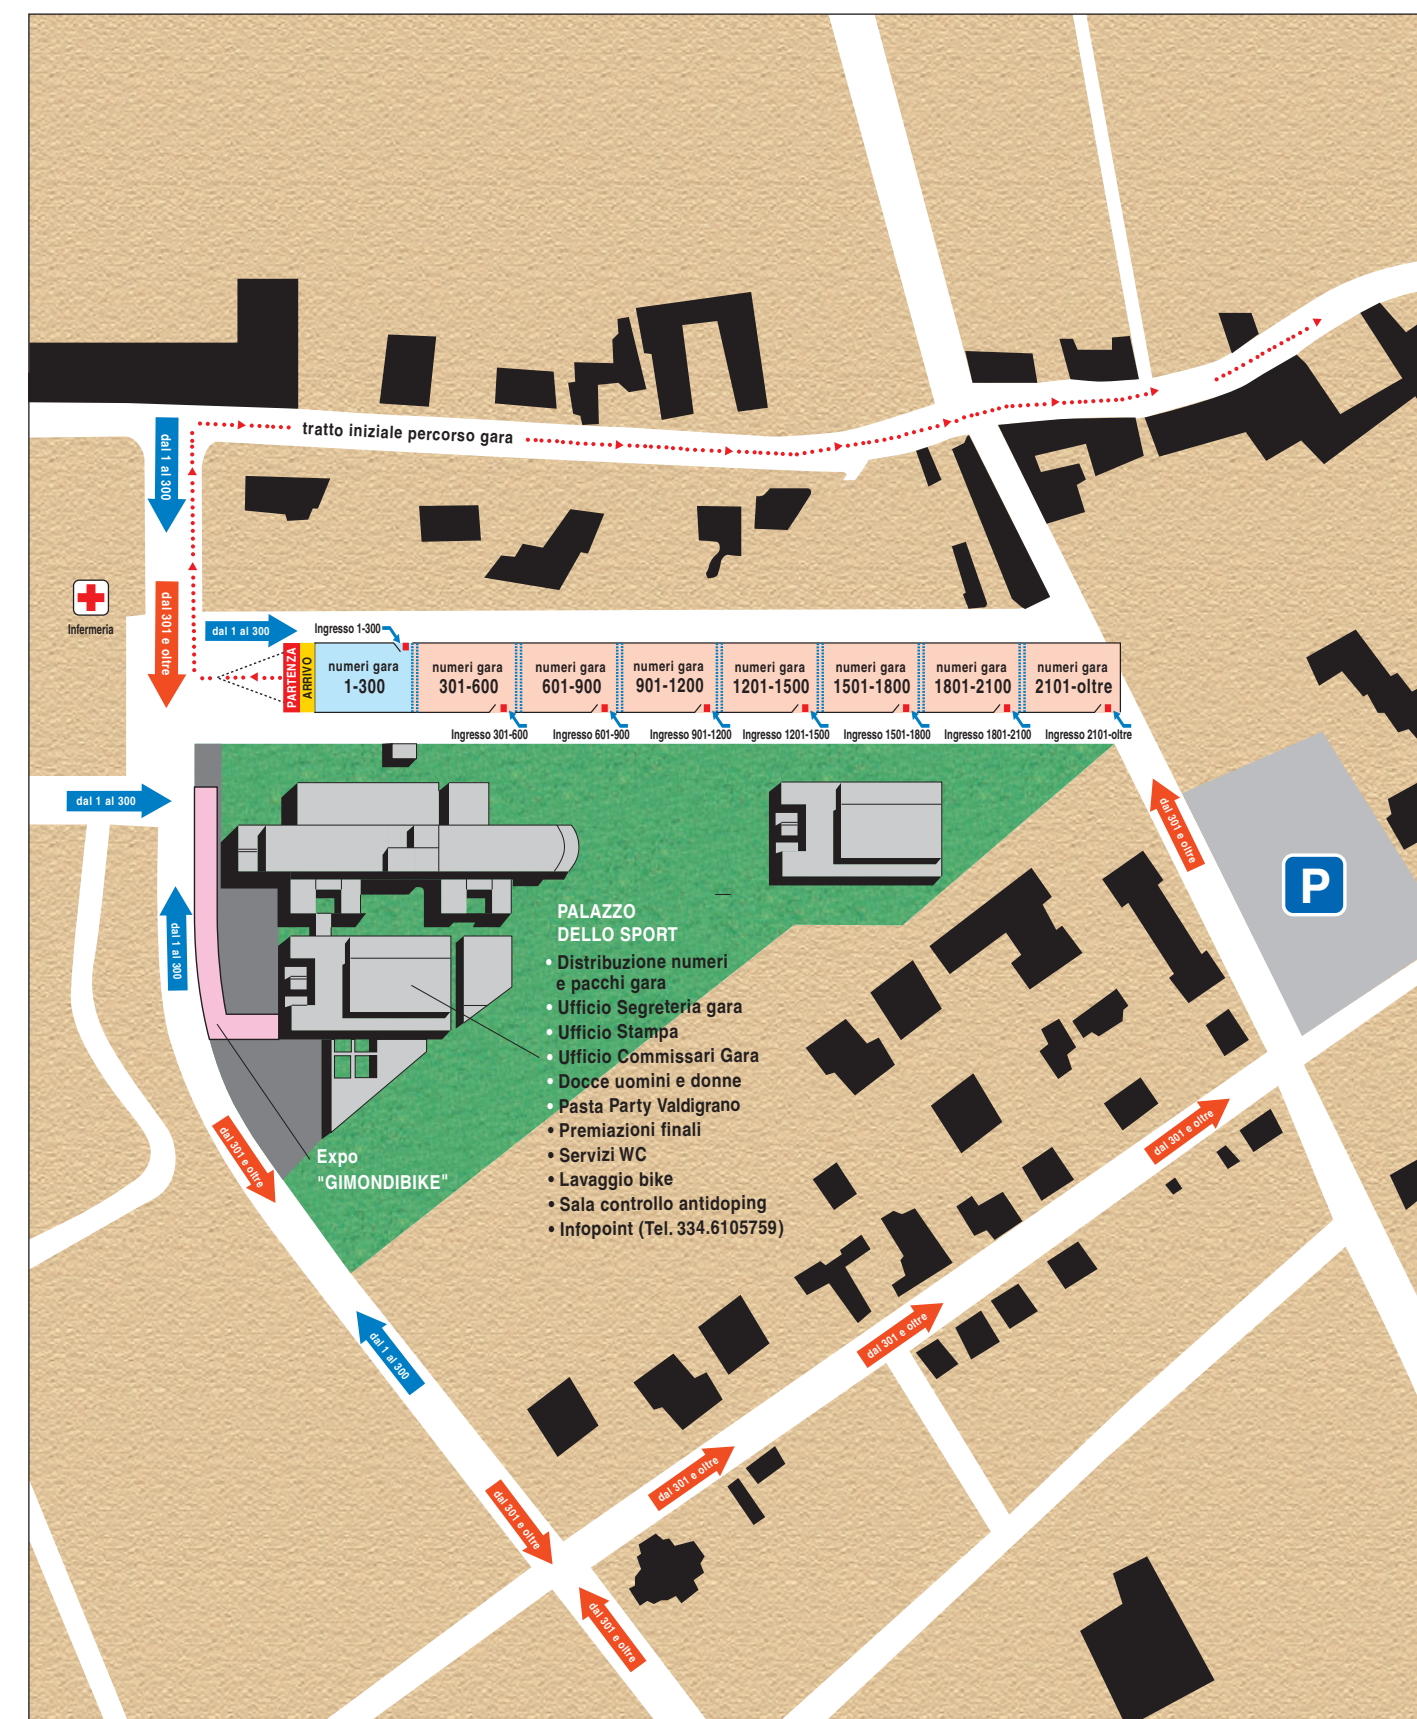 tratto iniziale percorso gara
dal 1 al 300
dal 301 e oltre
Infermeria
dal 1 al 300
Ingresso 1-300
PARTENZA
ARRIVO
numeri gara
1-300
numeri gara
301-600
numeri gara
601-900
numeri gara
901-1200
numeri gara
1201-1500
numeri gara
1501-1800
numeri gara
1801-2100
numeri gara
2101-oltre
Ingresso 301-600
Ingresso 601-900
Ingresso 901-1200
Ingresso 1201-1500
Ingresso 1501-1800
Ingresso 1801-2100
Ingresso 2101-oltre
dal 1 al 300
dal 301 e oltre
P
dal 1 al 300
PALAZZO
DELLO SPORT
• Distribuzione numeri
e pacchi gara
• Ufficio Segreteria gara
• Ufficio Stampa
• Ufficio Commissari Gara
• Docce uomini e donne
• Pasta Party Valdigrano
• Premiazioni finali
• Servizi WC
• Lavaggio bike
• Sala controllo antidoping
• Infopoint (Tel. 334.6105759)
dal 301 e oltre
Expo
"GIMONDIBIKE"
dal 301 e oltre
dal 1 al 300
dal 301 e oltre
dal 301 e oltre
dal 301 e oltre
dal 301 e oltre